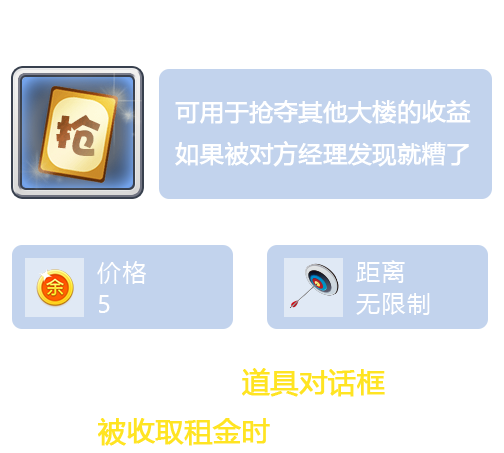 抢
可用于抢夺其他大楼的收益
如果被对方经理发现就糟了
余
价格
5
距离
无限制
道具对话框
被收取租金时